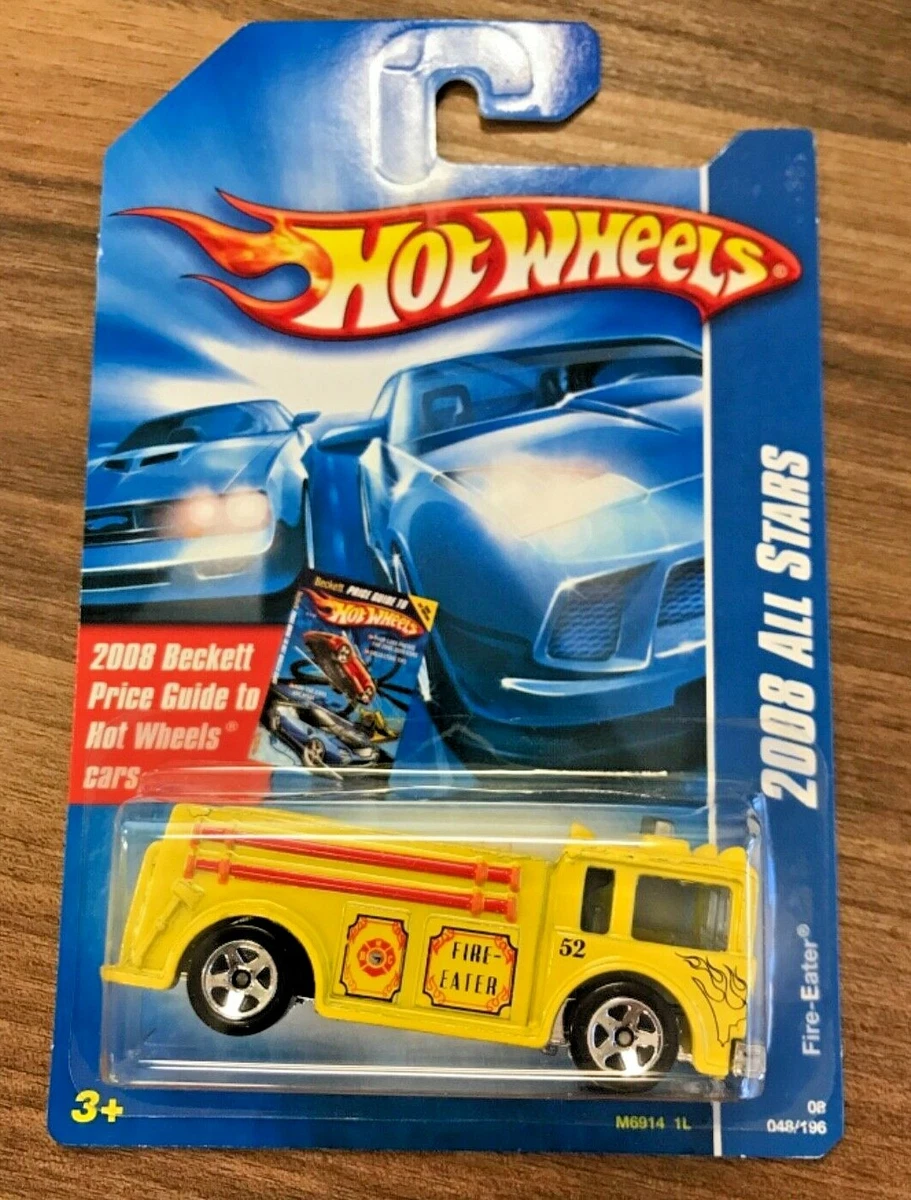 HOT WHEELS®
2008 ALL STARS
Beckett PRICE GUIDE TO
HOT WHEELS
2008 Beckett
Price Guide to
Hot Wheels®
cars
FIRE-
EATER
52
Fire-Eater®
3+
M6914 1L
08
048/196